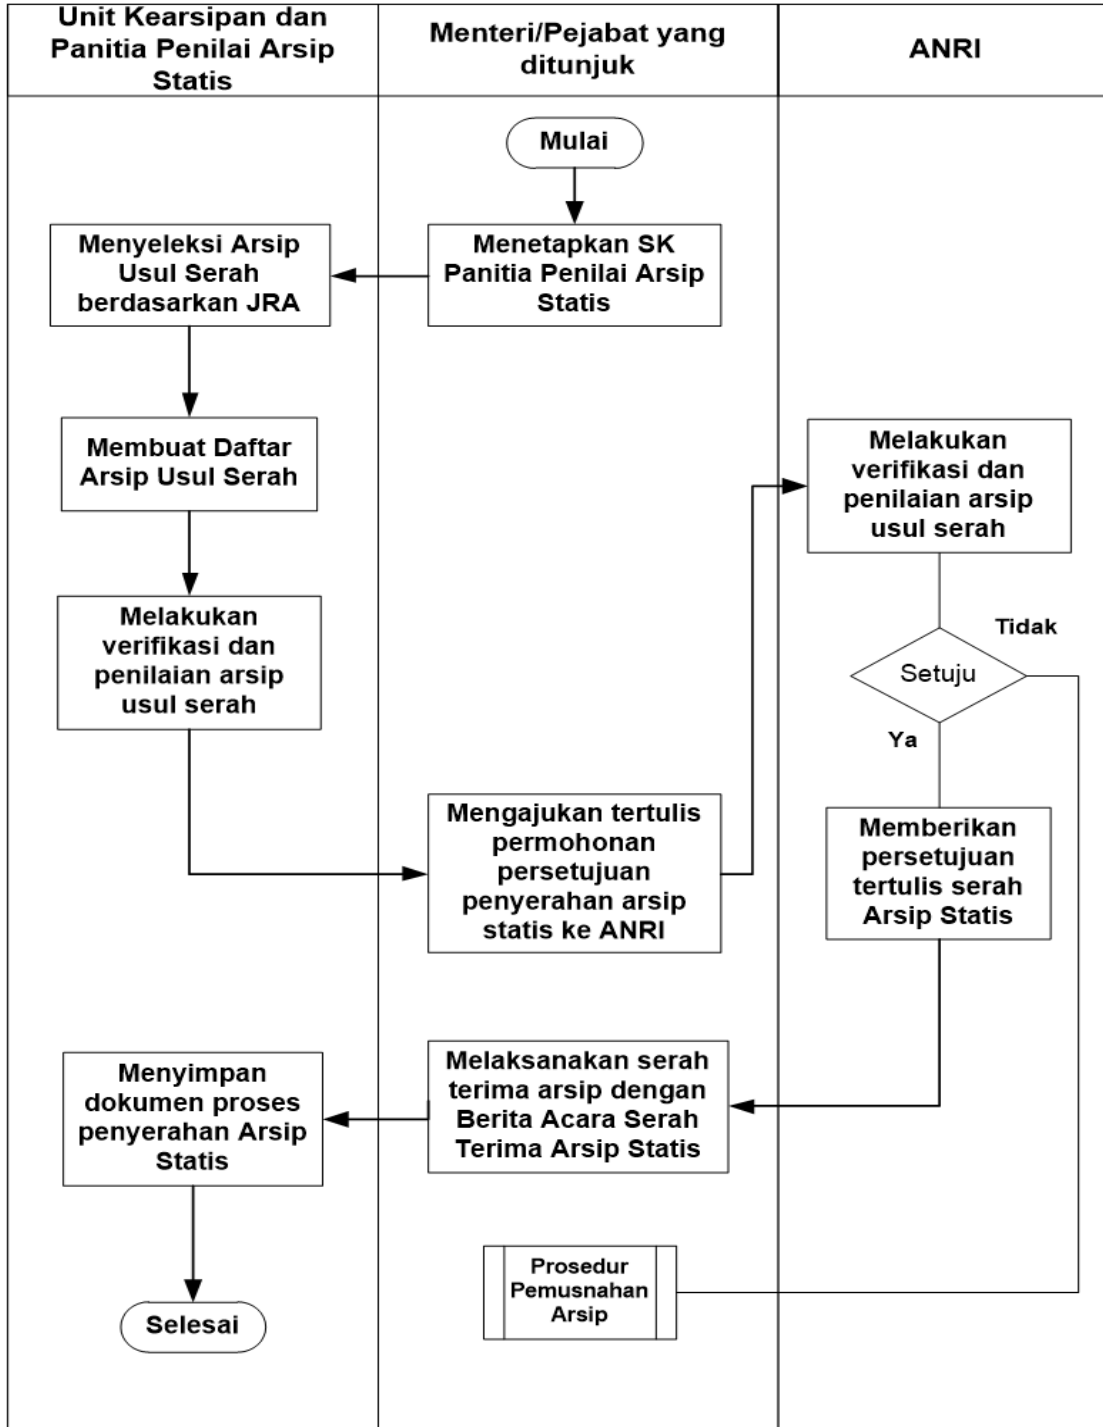 Unit Kearsipan dan
Panitia Penilai Arsip
Statis
Menteri/Pejabat yang
ditunjuk
ANRI
Mulai
Menetapkan SK
Panitia Penilai Arsip
Statis
Menyeleksi Arsip
Usul Serah
berdasarkan JRA
Membuat Daftar
Arsip Usul Serah
Melakukan
verifikasi dan
penilaian arsip
usul serah
Mengajukan tertulis
permohonan
persetujuan
penyerahan arsip
statis ke ANRI
Melakukan
verifikasi dan
penilaian arsip
usul serah
Setuju
Tidak
Ya
Memberikan
persetujuan
tertulis serah
Arsip Statis
Melaksanakan serah
terima arsip dengan
Berita Acara Serah
Terima Arsip Statis
Menyimpan
dokumen proses
penyerahan Arsip
Statis
Prosedur
Pemusnahan
Arsip
Selesai